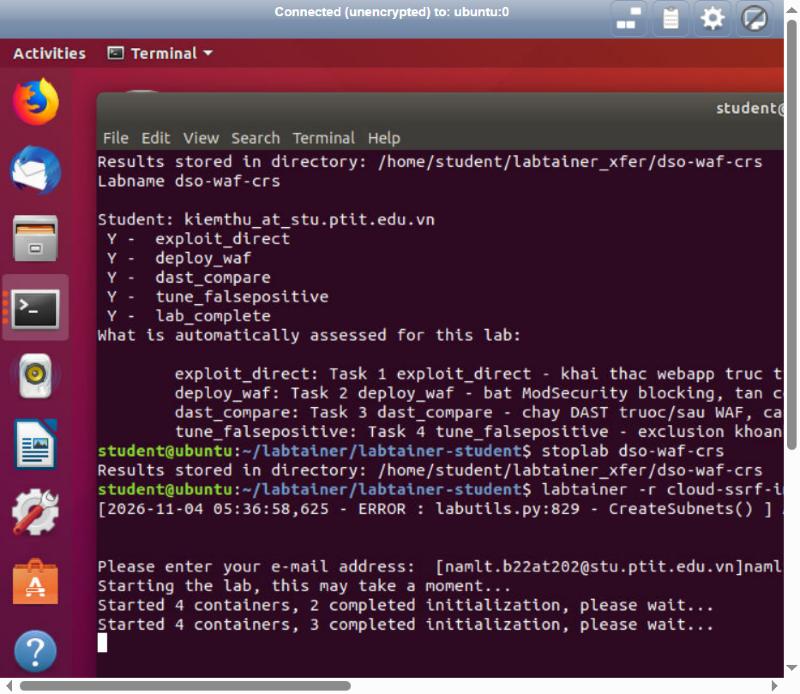 Connected (unencrypted) to: ubuntu:0
Activities Terminal
student@
File Edit View Search Terminal Help
Results stored in directory: /home/student/labtainer_xfer/dso-waf-crs
Labname dso-waf-crs
Student: kiemthu_at_stu.ptit.edu.vn
Y - exploit_direct
Y - deploy_waf
Y - dast_compare
Y - tune_falsepositive
Y - lab_complete
What is automatically assessed for this lab:
exploit_direct: Task 1 exploit_direct - khai thac webapp truc t
deploy_waf: Task 2 deploy_waf - bat ModSecurity blocking, tan c
dast_compare: Task 3 dast_compare - chay DAST truoc/sau WAF, ca
tune_falsepositive: Task 4 tune_falsepositive - exclusion khoan
student@ubuntu:~/labtainer/labtainer-student$ stoplab dso-waf-crs
Results stored in directory: /home/student/labtainer_xfer/dso-waf-crs
student@ubuntu:~/labtainer/labtainer-student$ labtainer -r cloud-ssrf-i
[2026-11-04 05:36:58,625 - ERROR : labutils.py:829 - CreateSubnets() ]
Please enter your e-mail address: [namlt.b22at202@stu.ptit.edu.vn]naml
Starting the lab, this may take a moment...
Started 4 containers, 2 completed initialization, please wait...
Started 4 containers, 3 completed initialization, please wait...